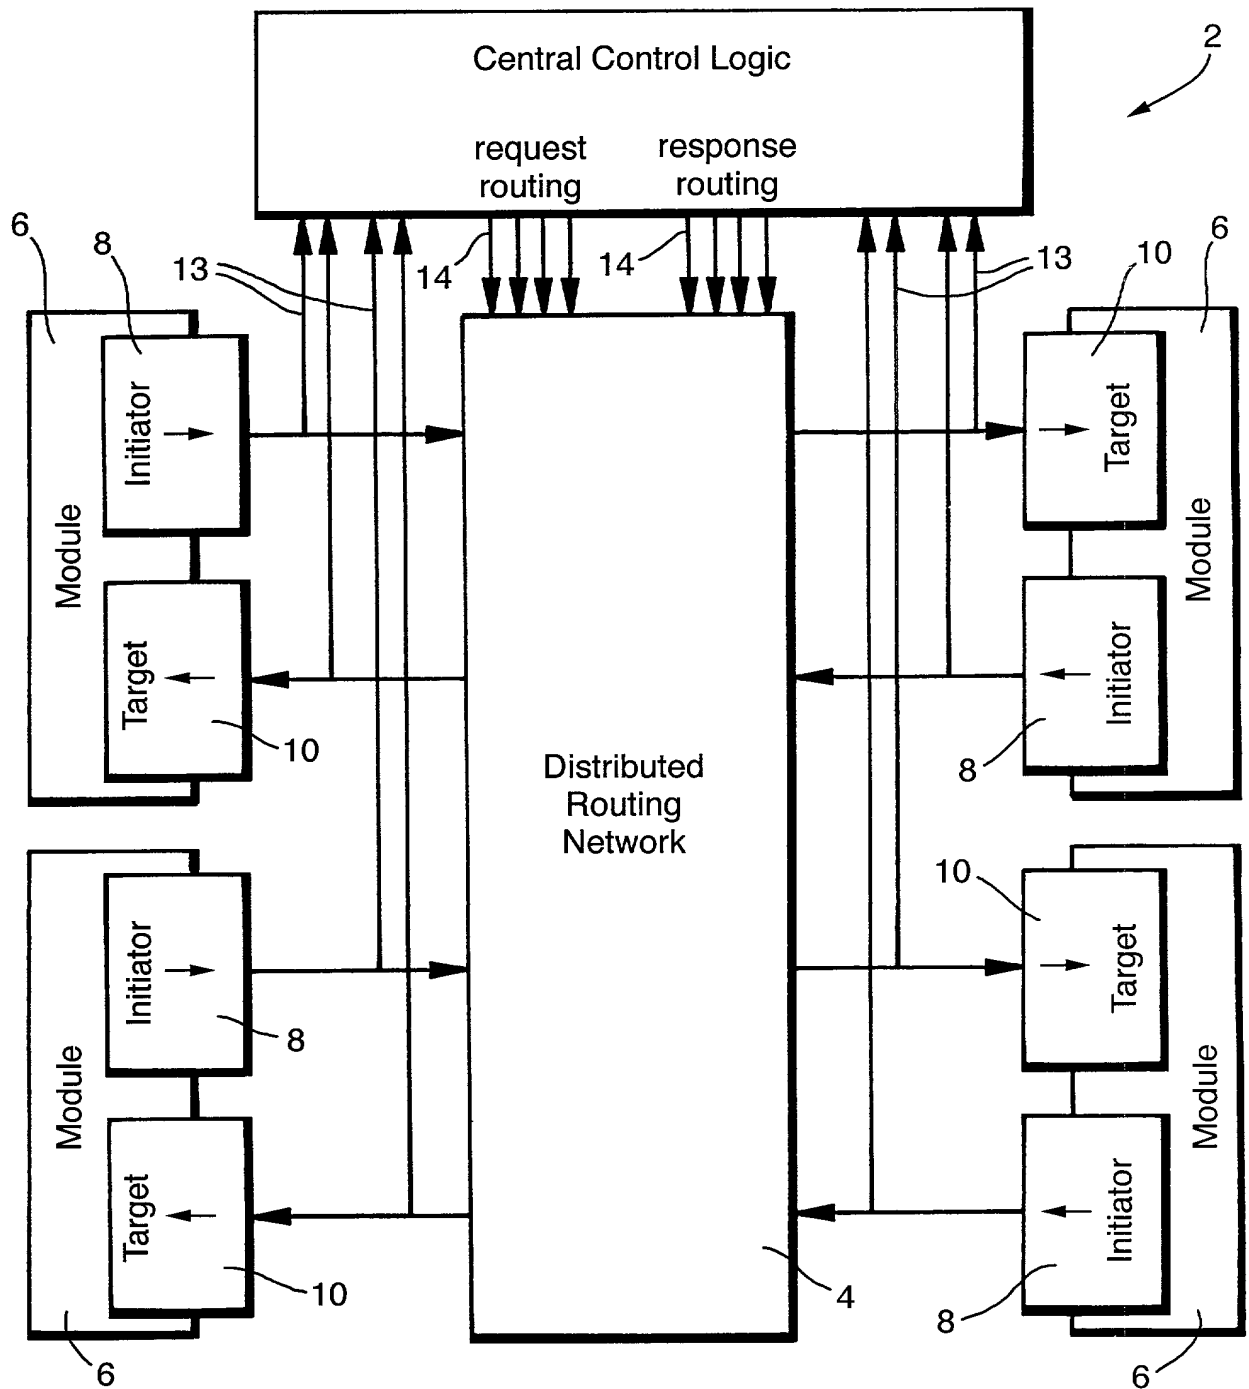 Central Control Logic
2
request routing
response routing
6
8
13
14
14
13
10
6
Initiator
Module
Target
10
Target
Module
Initiator
8
Distributed
Routing
Network
Initiator
8
Module
Target
10
6
10
Target
Module
Initiator
8
4
6